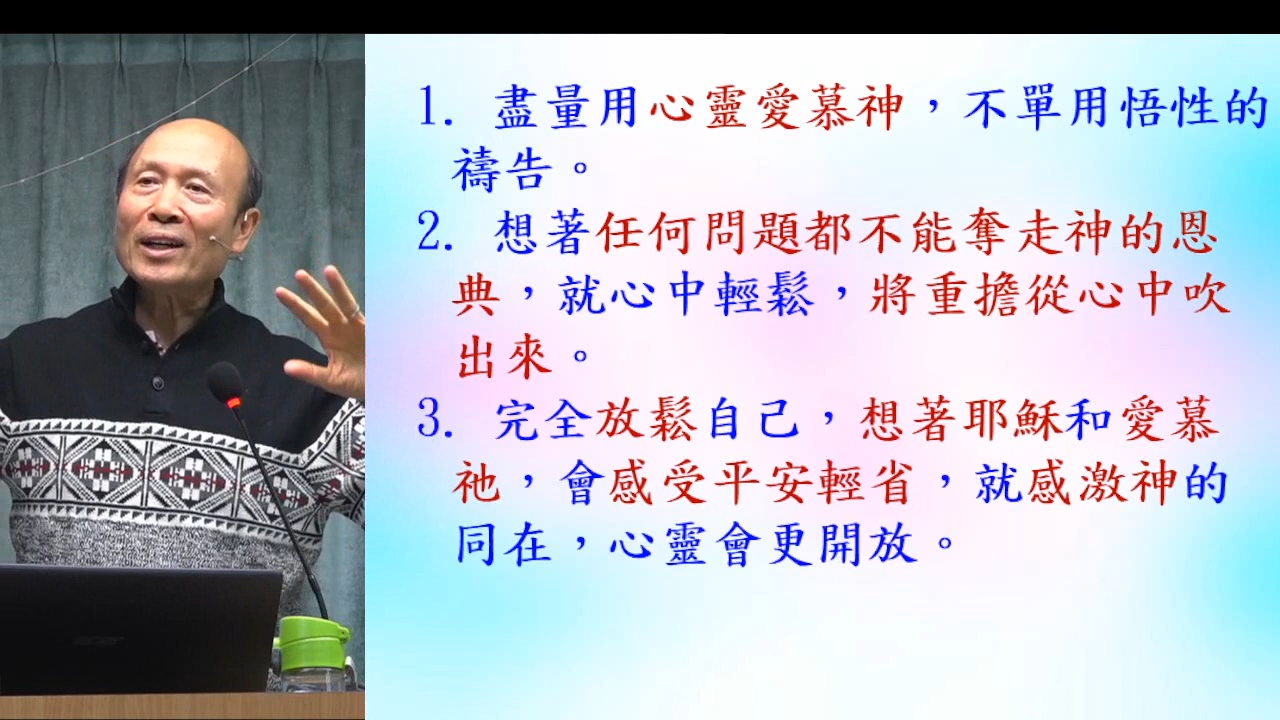 1. 盡量用心靈愛慕神，不單用悟性的
禱告。
2. 想著任何問題都不能奪走神的恩
典，就心中輕鬆，將重擔從心中吹
出來。
3. 完全放鬆自己，想著耶穌和愛慕
祂，會感受平安輕省，就感激神的
同在，心靈會更開放。
acer